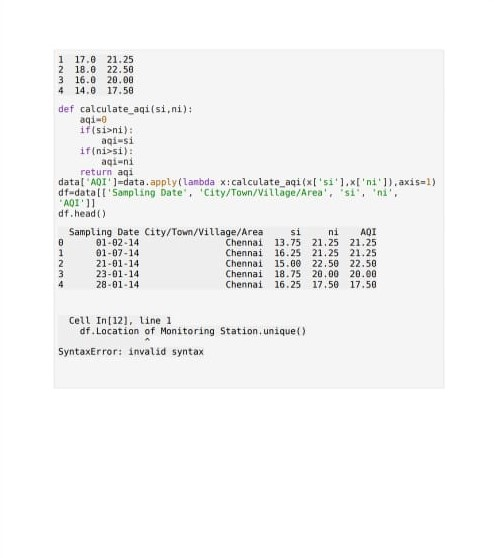 1 17.0 21.25
2 18.0 22.50
3 16.0 20.00
4 14.0 17.50
def calculate_aqi(si,ni):
    aqi=0
    if(si>ni):
        aqi=si
    if(ni>si):
        aqi=ni
    return aqi
data['AQI']=data.apply(lambda x:calculate_aqi(x['si'],x['ni']),axis=1)
df=data[['Sampling Date', 'City/Town/Village/Area', 'si', 'ni',
'AQI']]
df.head()
  Sampling Date City/Town/Village/Area     si     ni    AQI
0      01-02-14                Chennai  13.75  21.25  21.25
1      01-07-14                Chennai  16.25  21.25  21.25
2      21-01-14                Chennai  15.00  22.50  22.50
3      23-01-14                Chennai  18.75  20.00  20.00
4      28-01-14                Chennai  16.25  17.50  17.50
  Cell In[12], line 1
    df.Location of Monitoring Station.unique()
                ^
SyntaxError: invalid syntax